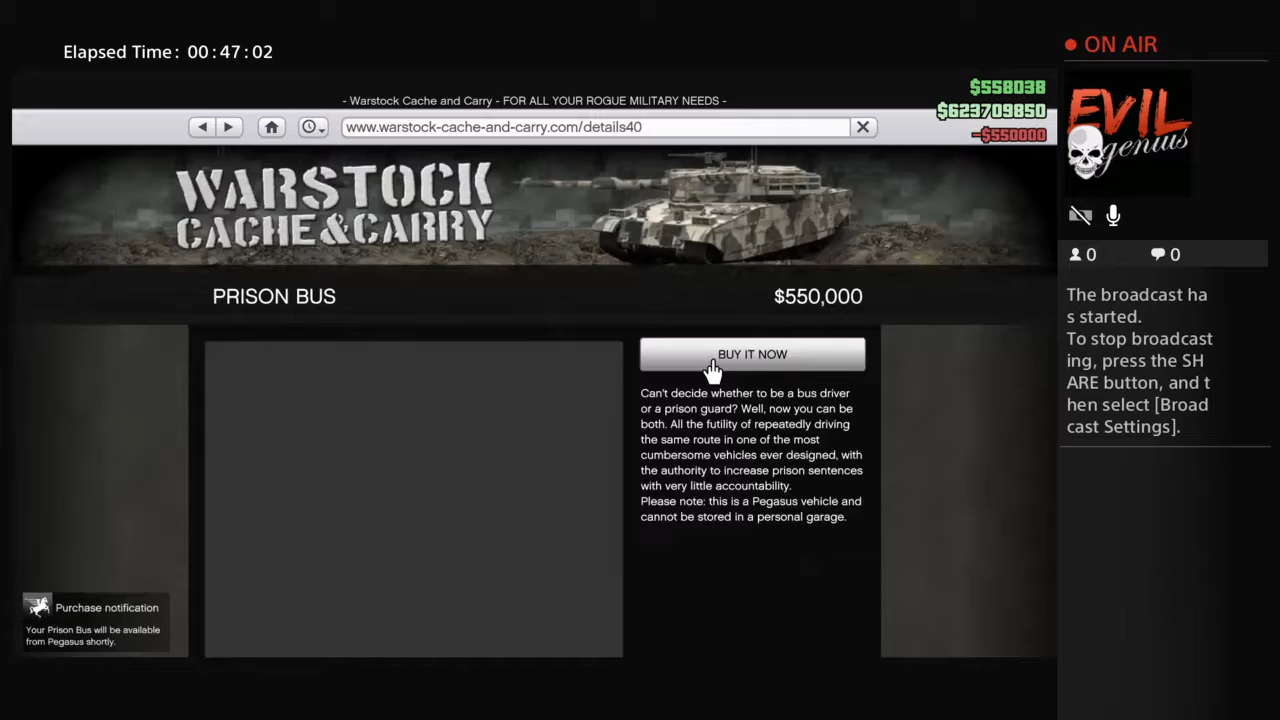 Elapsed Time: 00:47:02
ON AIR
- Warstock Cache and Carry - FOR ALL YOUR ROGUE MILITARY NEEDS -
$558038
$623709850
-$550000
www.warstock-cache-and-carry.com/details40
EVIL
genius
WARSTOCK
CACHE&CARRY
0
0
PRISON BUS
$550,000
The broadcast ha
s started.
To stop broadcast
ing, press the SH
ARE button, and t
hen select [Broad
cast Settings].
BUY IT NOW
Can't decide whether to be a bus driver
or a prison guard? Well, now you can be
both. All the futility of repeatedly driving
the same route in one of the most
cumbersome vehicles ever designed, with
the authority to increase prison sentences
with very little accountability.
Please note: this is a Pegasus vehicle and
cannot be stored in a personal garage.
Purchase notification
Your Prison Bus will be available
from Pegasus shortly.